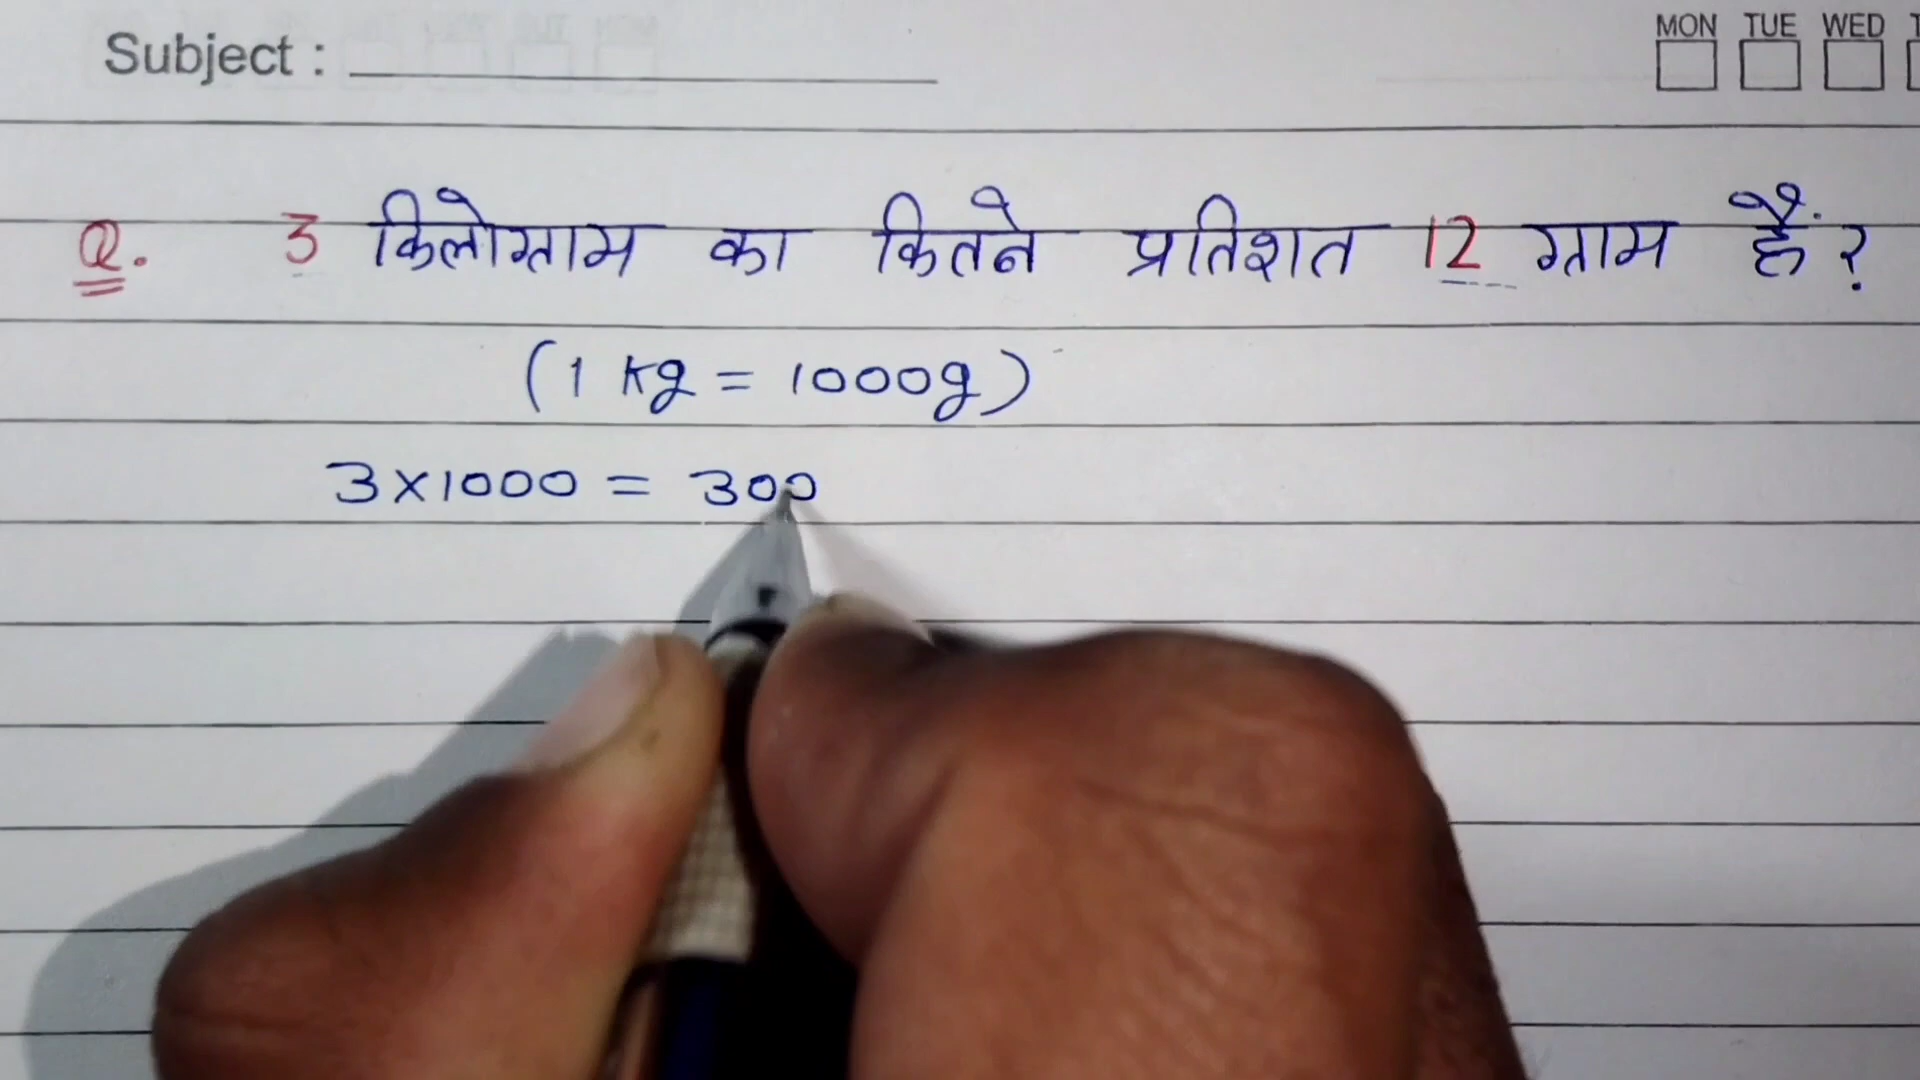 Subject :
MON TUE WED
Q. 3 किलोग्राम का कितने प्रतिशत 12 ग्राम है?
(1 kg = 1000g)
3×1000 = 300